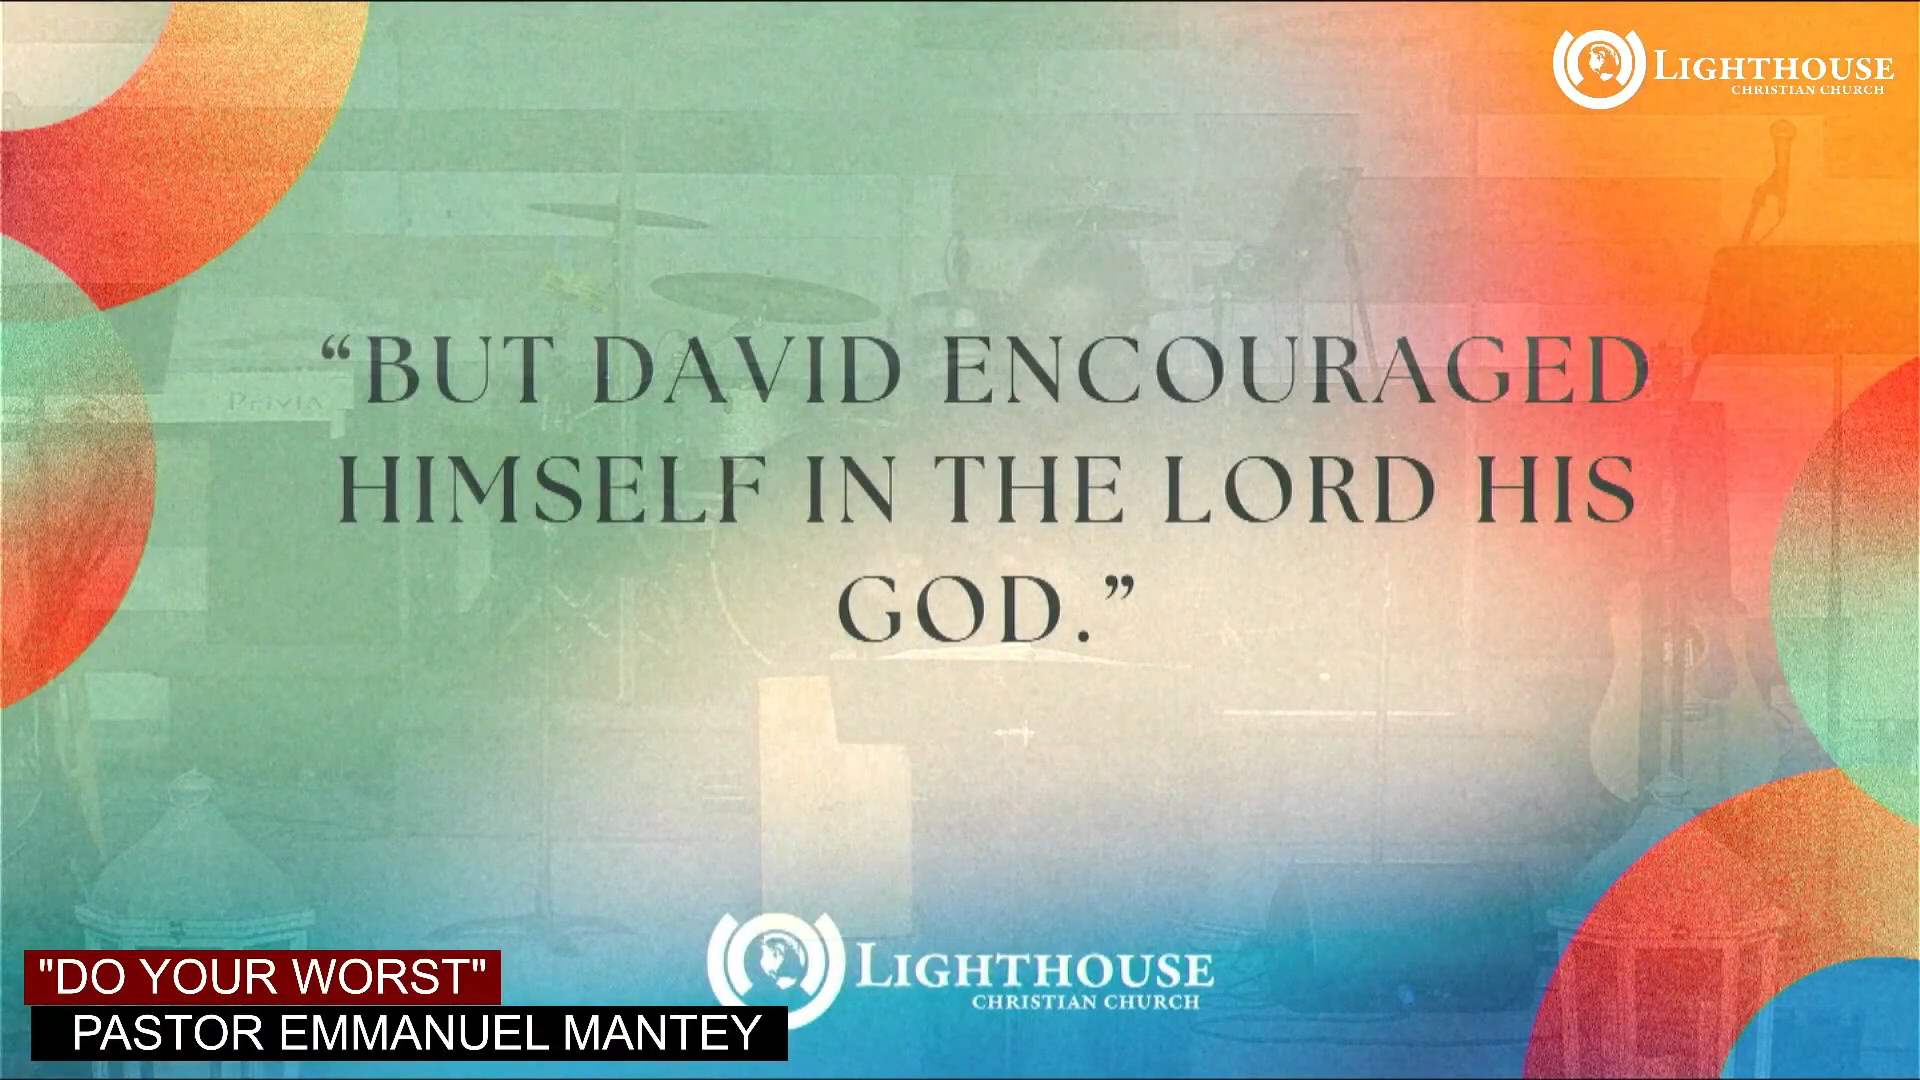 LIGHTHOUSE
CHRISTIAN CHURCH
PriviA
“BUT DAVID ENCOURAGED
HIMSELF IN THE LORD HIS
GOD.”
LIGHTHOUSE
CHRISTIAN CHURCH
"DO YOUR WORST"
PASTOR EMMANUEL MANTEY